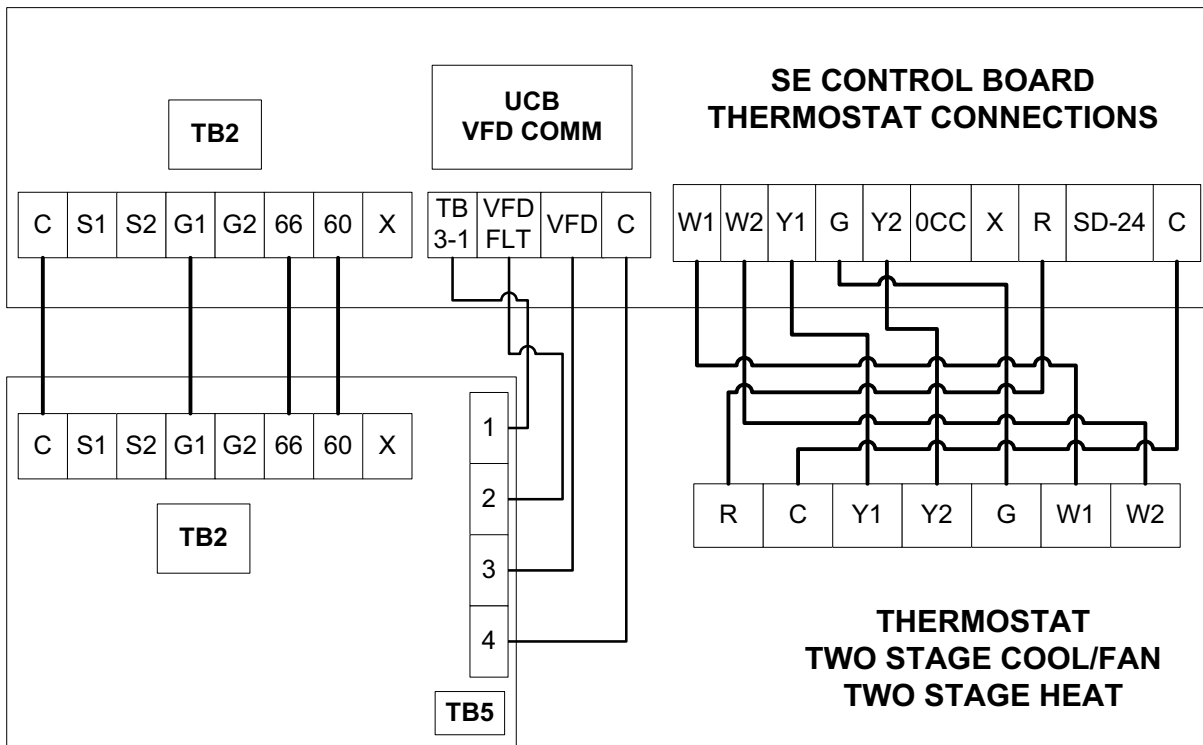 SE CONTROL BOARD
THERMOSTAT CONNECTIONS
UCB
VFD COMM
TB2
C S1 S2 G1 G2 66 60 X
TB
3-1
VFD
FLT
VFD
C
W1 W2 Y1 G Y2 0CC X R SD-24 C
C S1 S2 G1 G2 66 60 X
TB2
1
2
3
4
TB5
R C Y1 Y2 G W1 W2
THERMOSTAT
TWO STAGE COOL/FAN
TWO STAGE HEAT